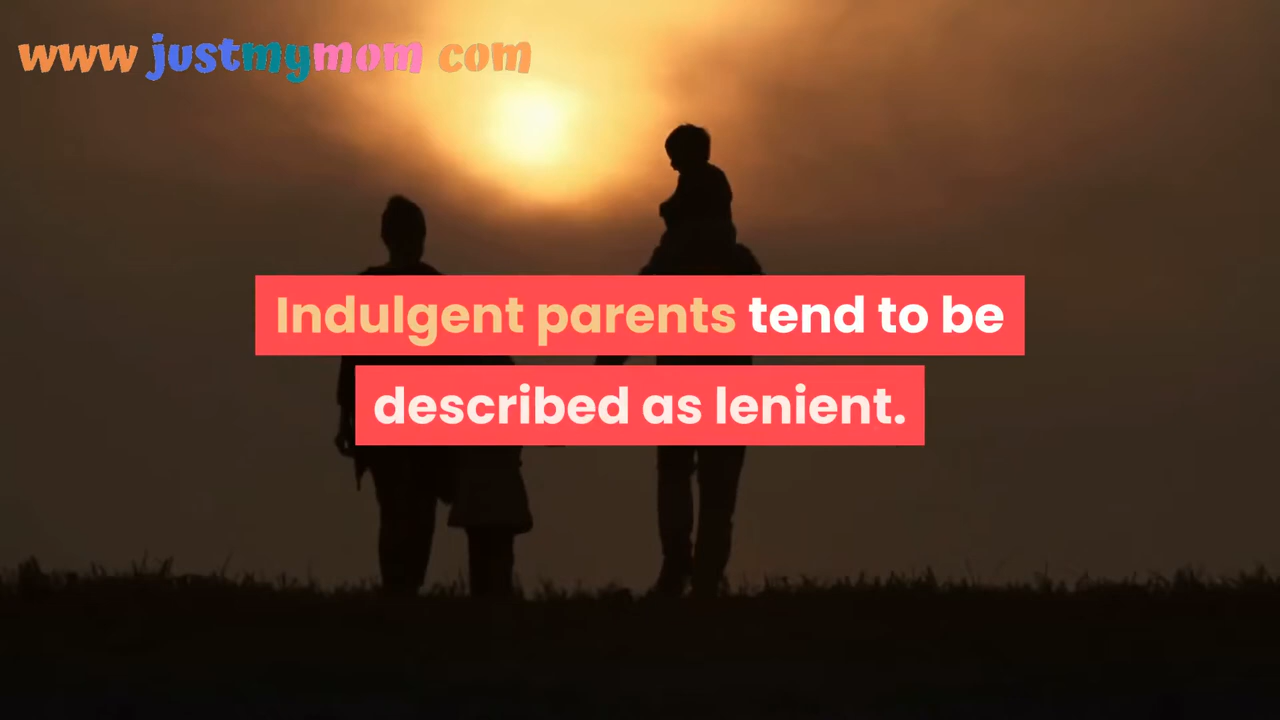 www justmymom com
Indulgent parents tend to be
described as lenient.